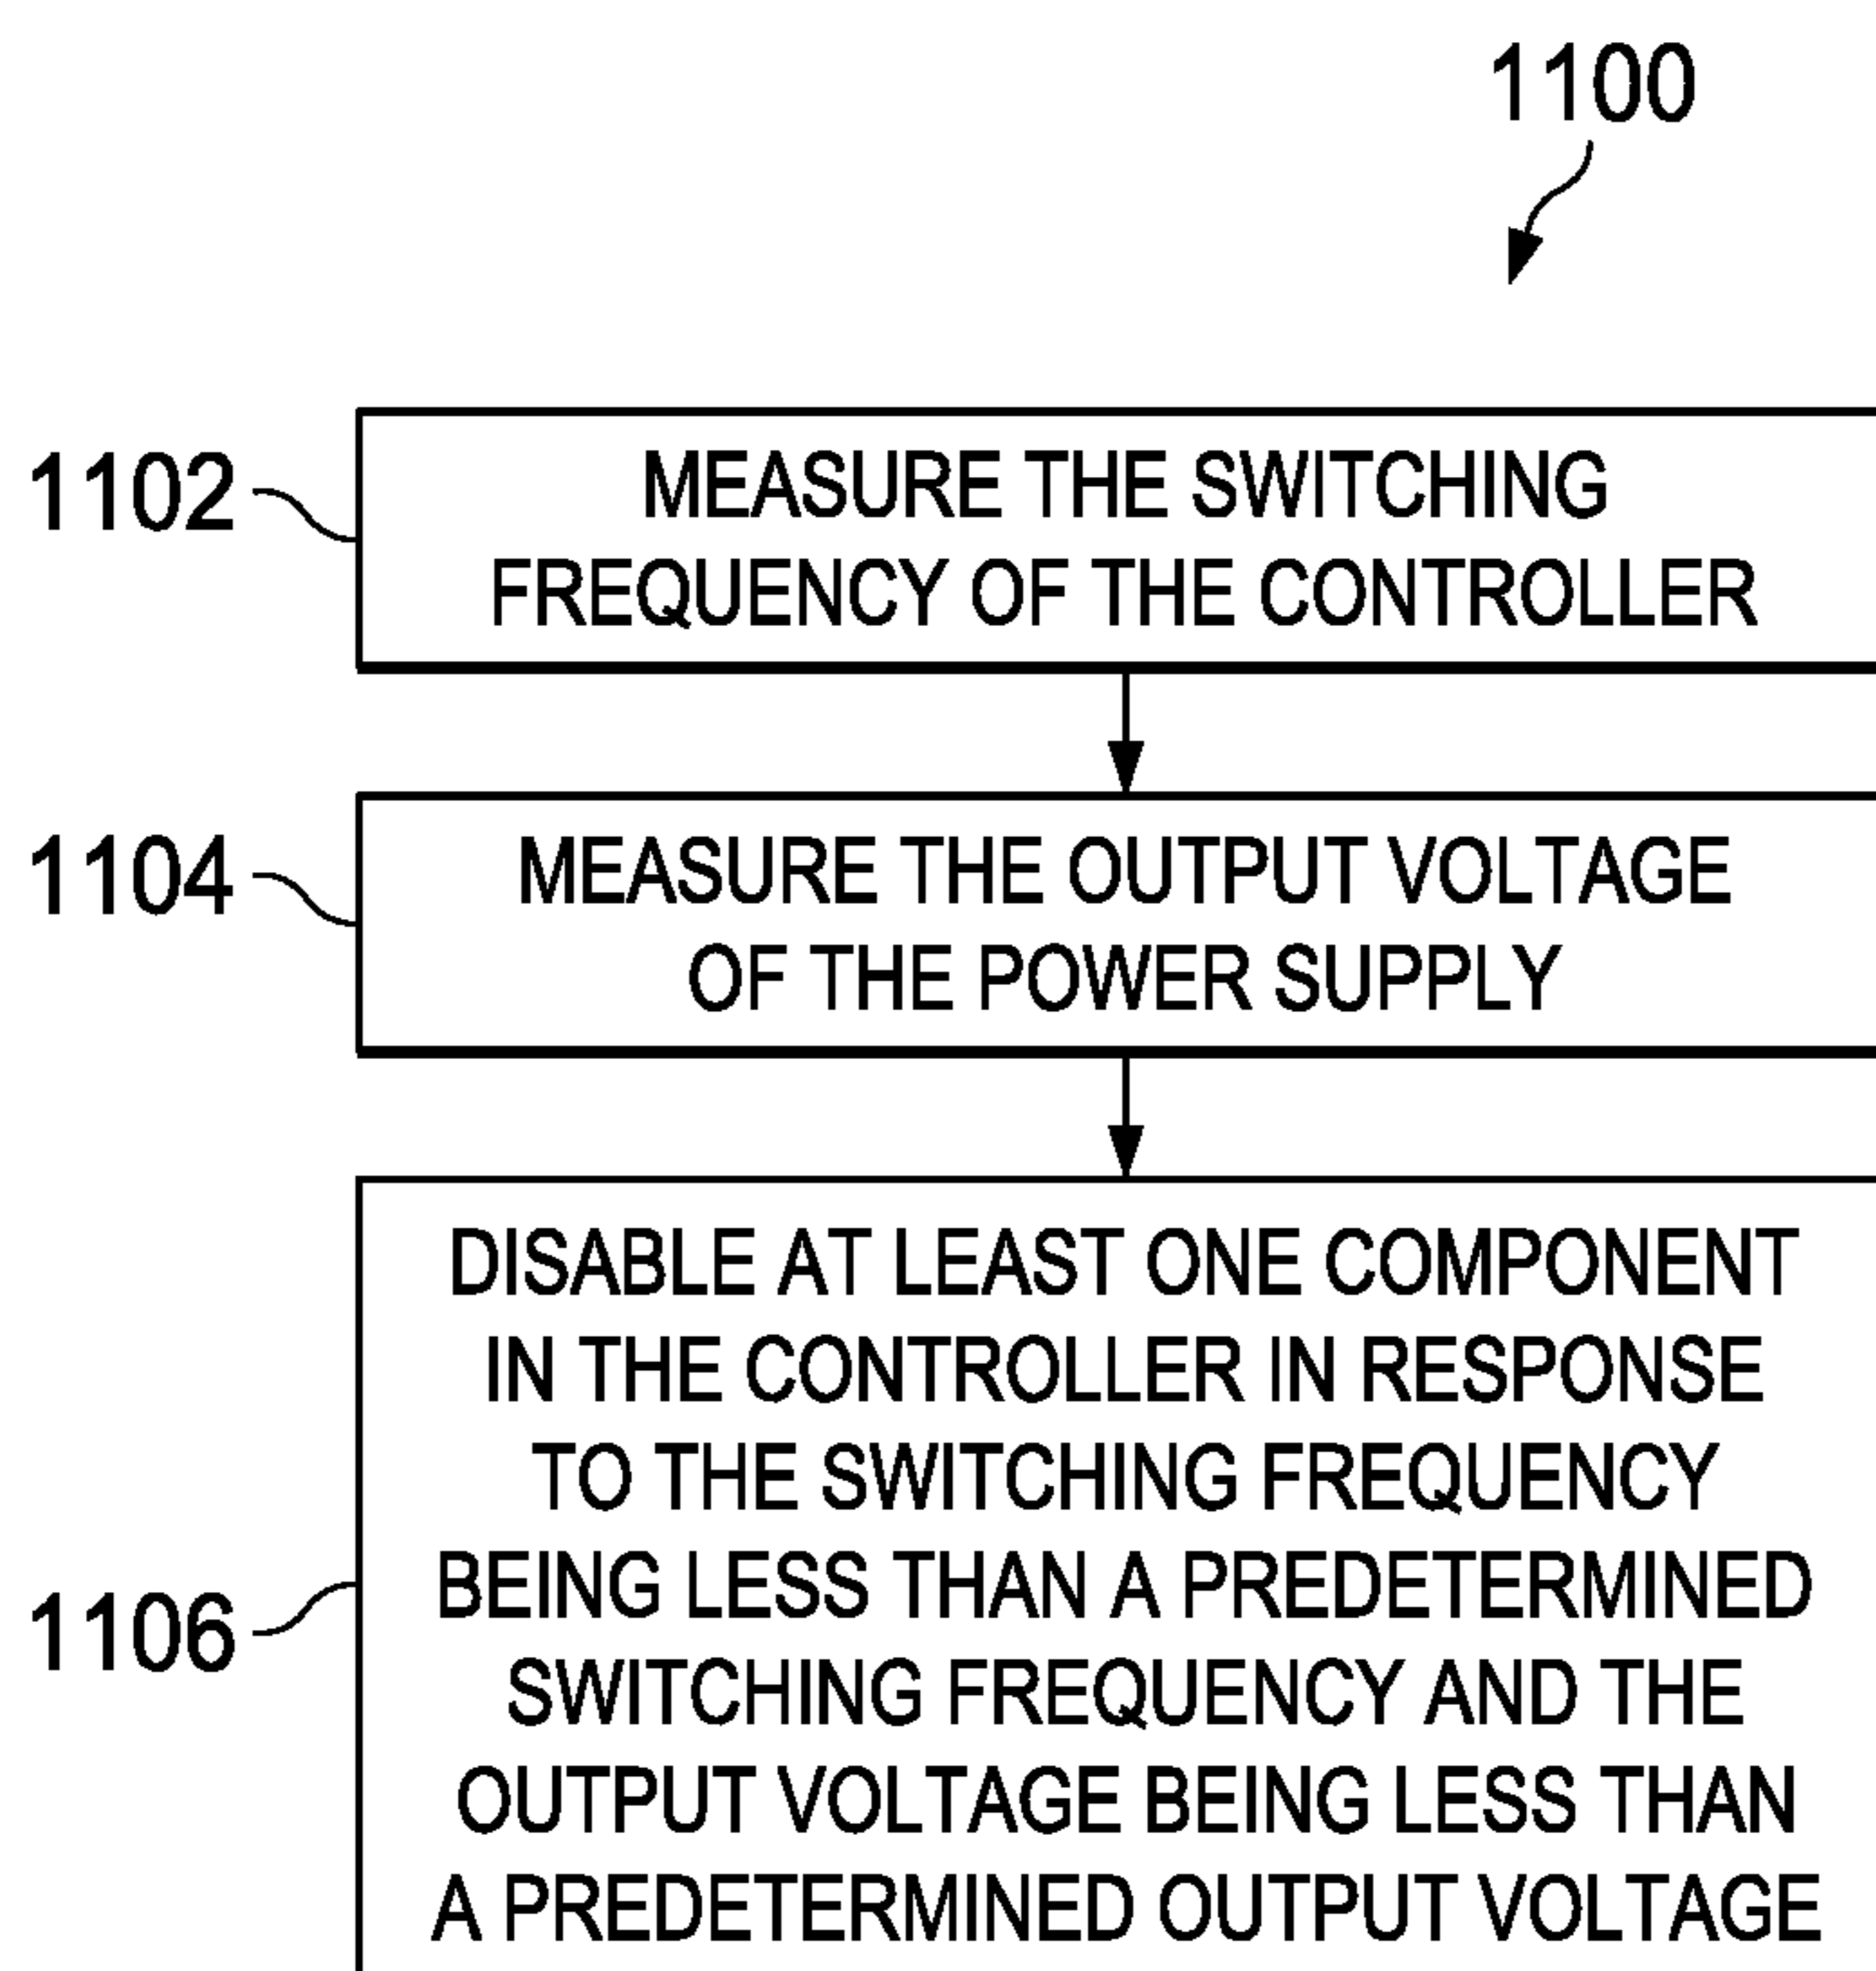 1100
1102
MEASURE THE SWITCHING
FREQUENCY OF THE CONTROLLER
1104
MEASURE THE OUTPUT VOLTAGE
OF THE POWER SUPPLY
1106
DISABLE AT LEAST ONE COMPONENT
IN THE CONTROLLER IN RESPONSE
TO THE SWITCHING FREQUENCY
BEING LESS THAN A PREDETERMINED
SWITCHING FREQUENCY AND THE
OUTPUT VOLTAGE BEING LESS THAN
A PREDETERMINED OUTPUT VOLTAGE